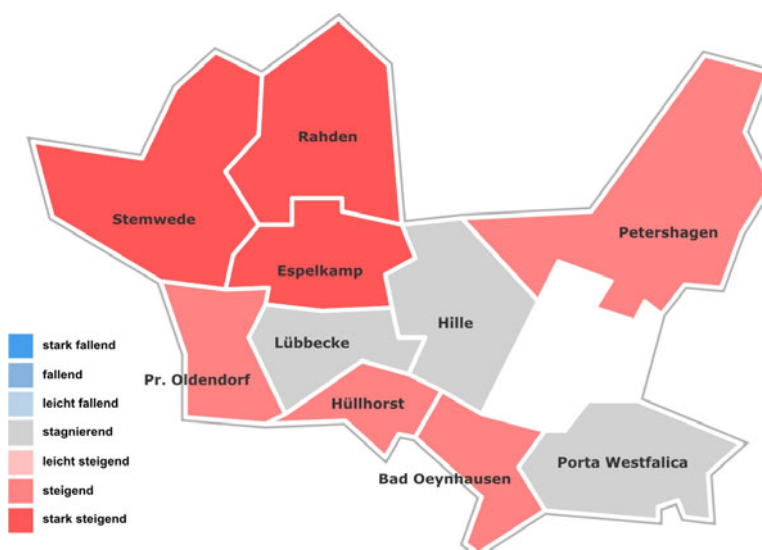 Rahden
Stemwede
Petershagen
Espelkamp
Hille
Lübbecke
Pr. Oldendorf
Hüllhorst
Bad Oeynhausen
Porta Westfalica
stark fallend
fallend
leicht fallend
stagnierend
leicht steigend
steigend
stark steigend